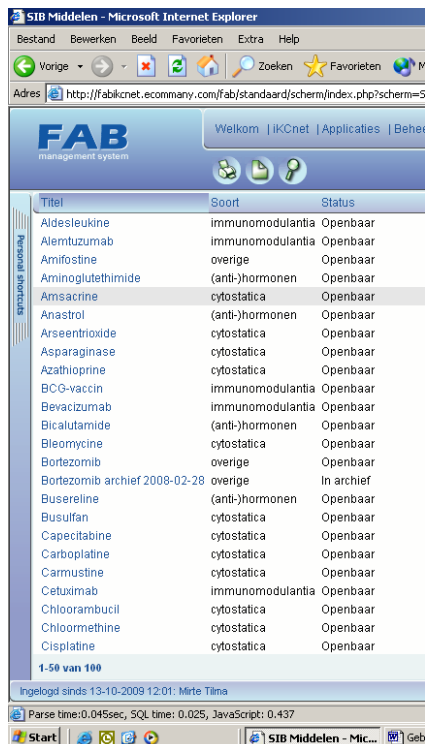 SIB Middelen - Microsoft Internet Explorer
Bestand Bewerken Beeld Favorieten Extra Help
Vorige Zoeken Favorieten M
Adres http://fabikcnet.ecommany.com/fab/standaard/scherm/index.php?scherm=S
FAB
management system
Welkom | iKCnet | Applicaties | Behee
Personal shortcuts
Titel Soort Status
Aldesleukine immunomodulantia Openbaar
Alemtuzumab immunomodulantia Openbaar
Amifostine overige Openbaar
Aminoglutethimide (anti-)hormonen Openbaar
Amsacrine cytostatica Openbaar
Anastrol (anti-)hormonen Openbaar
Arseentrioxide cytostatica Openbaar
Asparaginase cytostatica Openbaar
Azathioprine cytostatica Openbaar
BCG-vaccin immunomodulantia Openbaar
Bevacizumab immunomodulantia Openbaar
Bicalutamide (anti-)hormonen Openbaar
Bleomycine cytostatica Openbaar
Bortezomib overige Openbaar
Bortezomib archief 2008-02-28 overige In archief
Busereline (anti-)hormonen Openbaar
Busulfan cytostatica Openbaar
Capecitabine cytostatica Openbaar
Carboplatine cytostatica Openbaar
Carmustine cytostatica Openbaar
Cetuximab immunomodulantia Openbaar
Chloorambucil cytostatica Openbaar
Chloormethine cytostatica Openbaar
Cisplatine cytostatica Openbaar
1-50 van 100
Ingelogd sinds 13-10-2009 12:01: Mirte Tilma
Parse time:0.045sec, SQL time: 0.025, JavaScript: 0.437
Start SIB Middelen - Mic... Geb